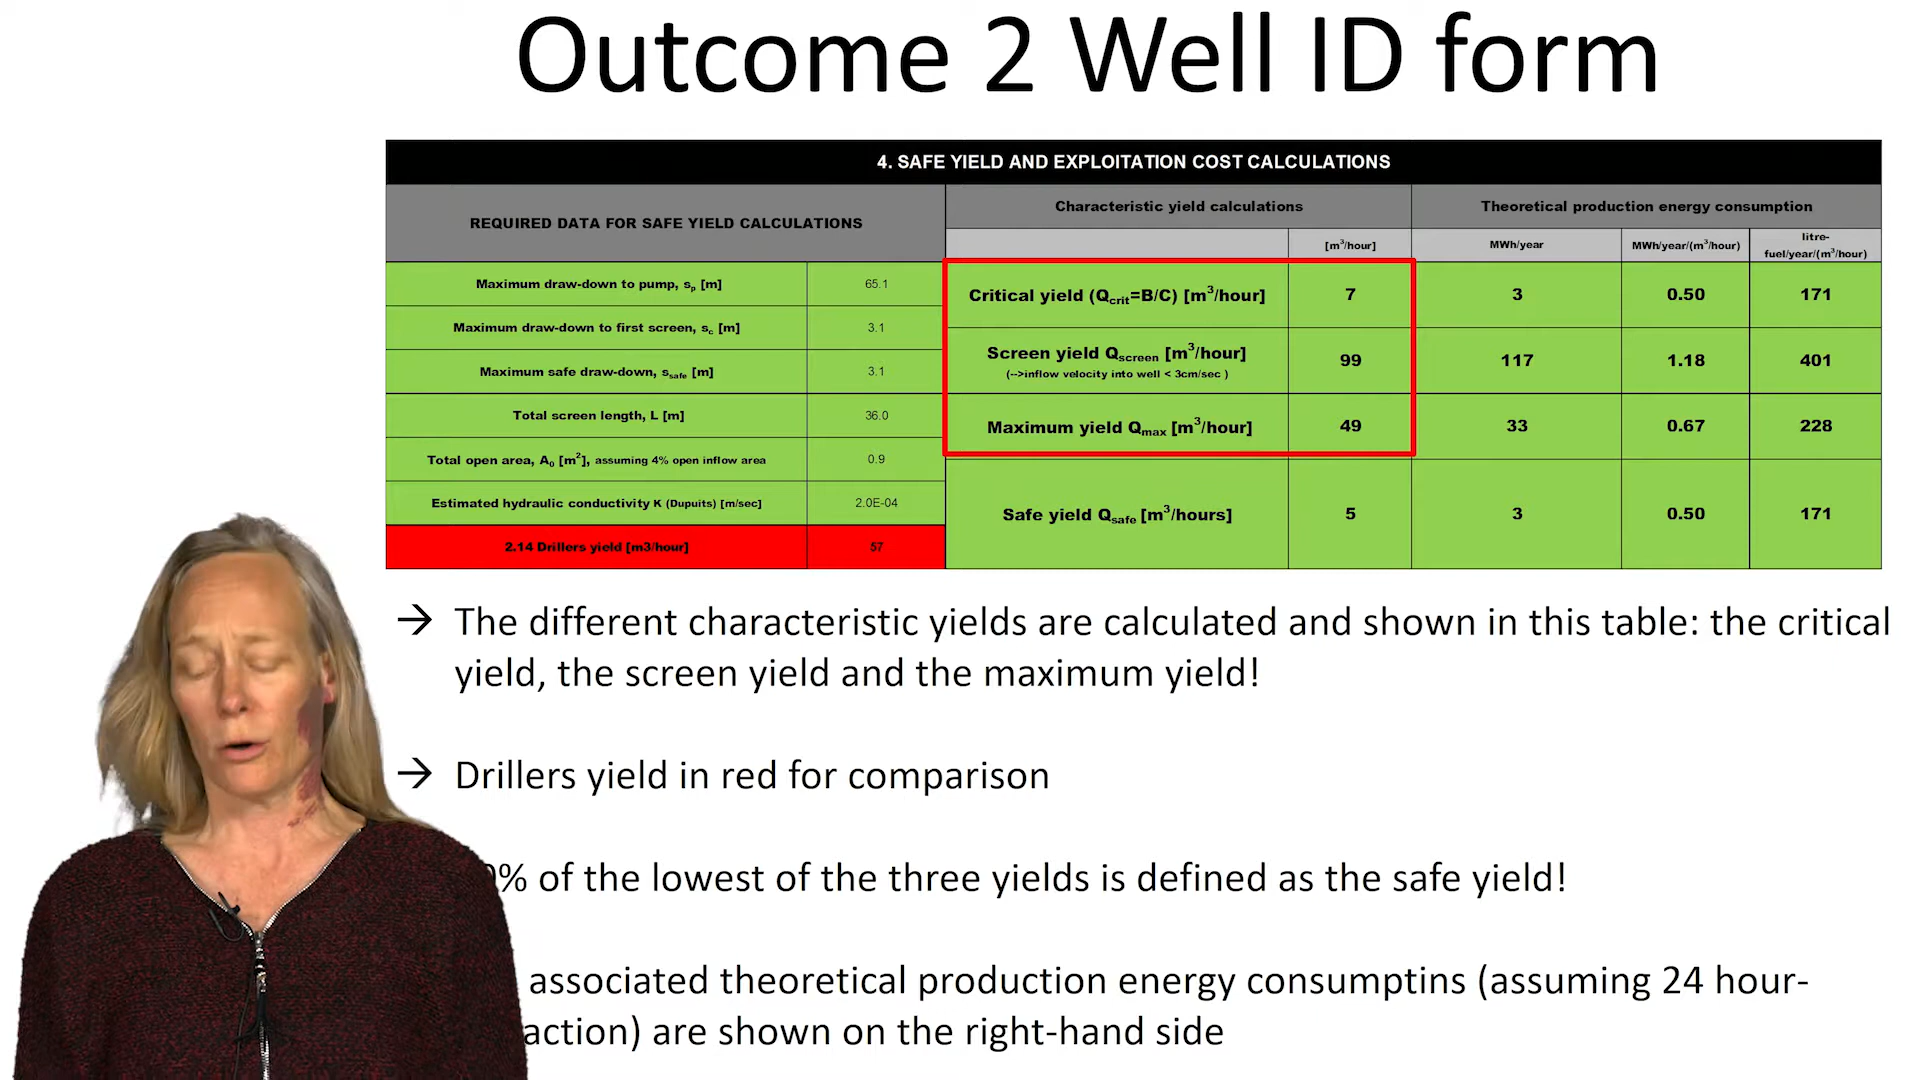 Outcome 2 Well ID form
4. SAFE YIELD AND EXPLOITATION COST CALCULATIONS
REQUIRED DATA FOR SAFE YIELD CALCULATIONS
Characteristic yield calculations
Theoretical production energy consumption
[m³/hour]
MWh/year
MWh/year/(m³/hour)
litre-
fuel/year/(m³/hour)
Maximum draw-down to pump, sp [m] 65.1
Maximum draw-down to first screen, sc [m] 3.1
Maximum safe draw-down, ssafe [m] 3.1
Total screen length, L [m] 36.0
Total open area, A0 [m²], assuming 4% open inflow area 0.9
Estimated hydraulic conductivity K (Dupuits) [m/sec] 2.0E-04
2.14 Drillers yield [m3/hour] 57
Critical yield (Qcrit=B/C) [m³/hour] 7 3 0.50 171
Screen yield Qscreen [m³/hour] 99 117 1.18 401
(-->inflow velocity into well < 3cm/sec )
Maximum yield Qmax [m³/hour] 49 33 0.67 228
Safe yield Qsafe [m³/hours] 5 3 0.50 171
→ The different characteristic yields are calculated and shown in this table: the critical
yield, the screen yield and the maximum yield!
→ Drillers yield in red for comparison
% of the lowest of the three yields is defined as the safe yield!
associated theoretical production energy consumptins (assuming 24 hour-
action) are shown on the right-hand side